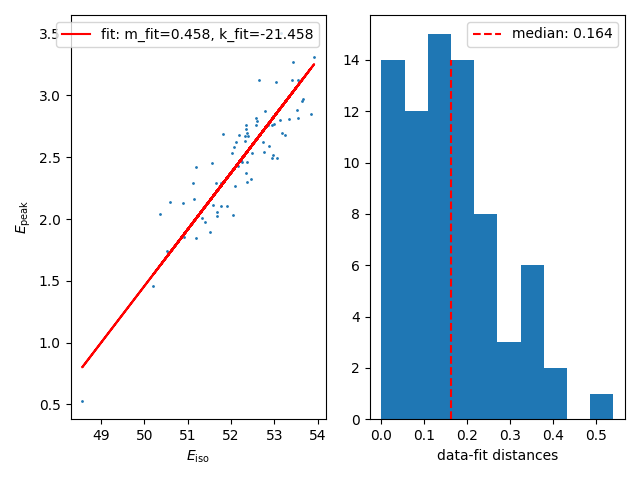 fit: m_fit=0.458, k_fit=-21.458
3.5
3.0
2.5
2.0
1.5
1.0
0.5
E_peak
49 50 51 52 53 54
E_iso
median: 0.164
14
12
10
8
6
4
2
0
0.0 0.1 0.2 0.3 0.4 0.5
data-fit distances